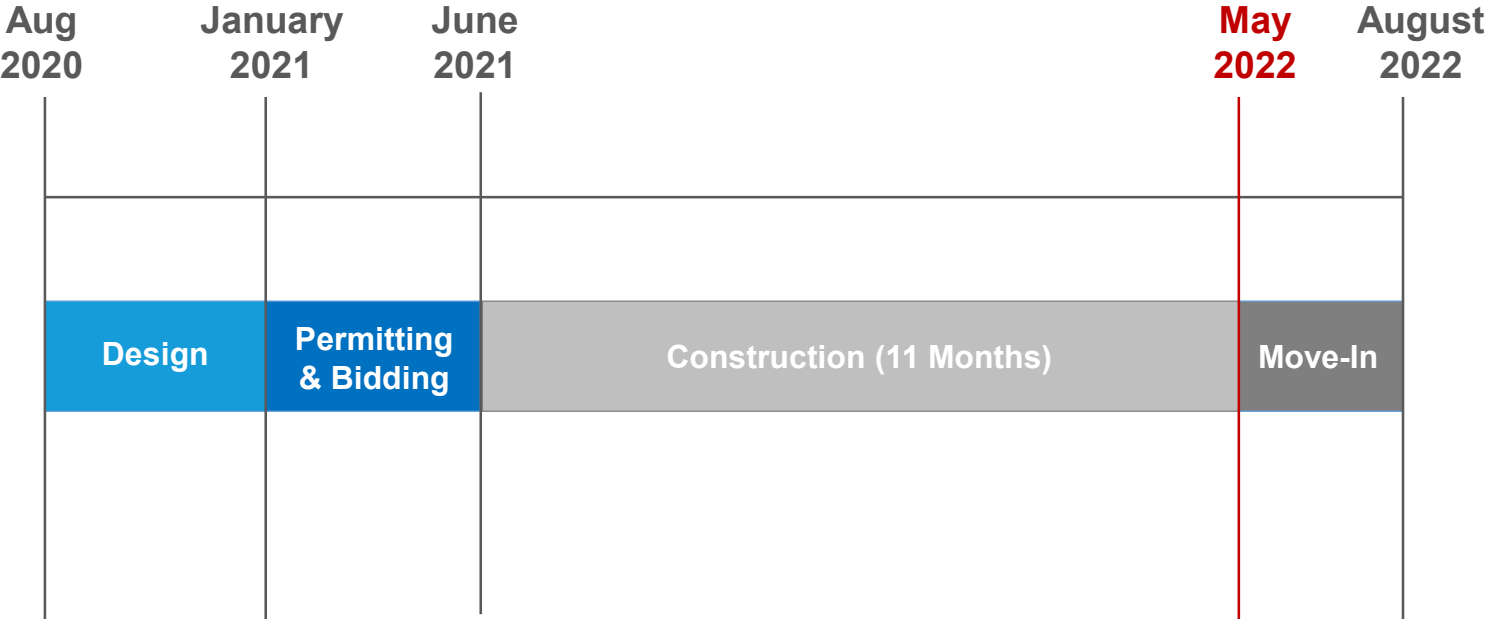 Aug January June May August
2020 2021 2021 2022 2022
Design Permitting
& Bidding Construction (11 Months) Move-In